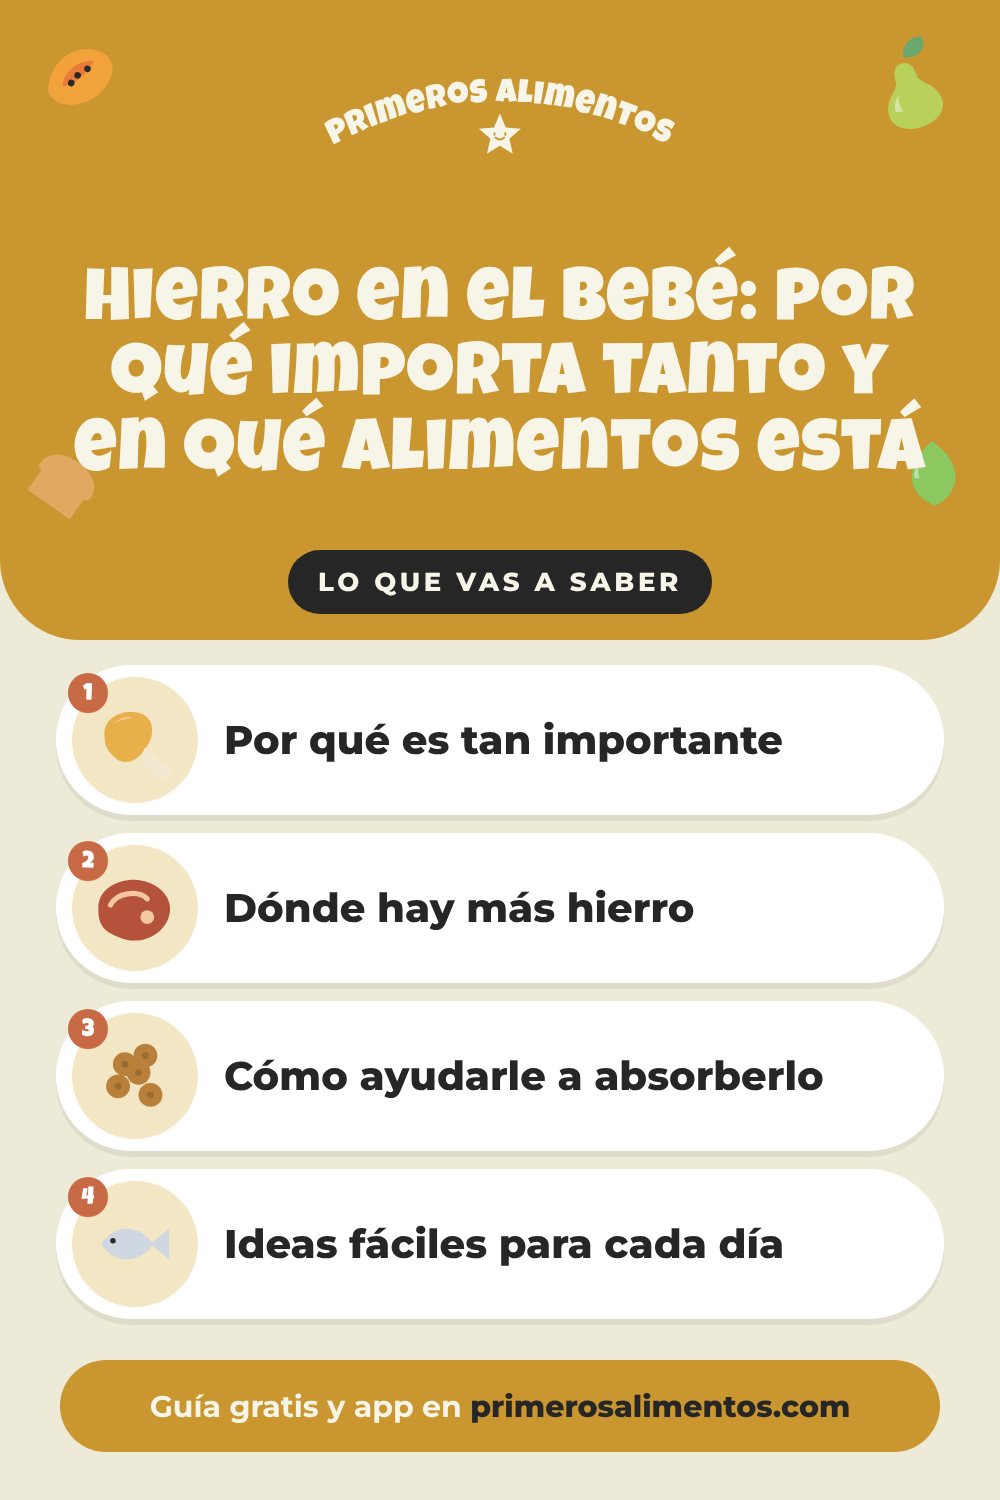 PRIMEROS ALIMENTOS
HIERRO EN EL BEBÉ: POR
QUÉ IMPORTA TANTO Y
EN QUÉ ALIMENTOS ESTÁ
LO QUE VAS A SABER
1
Por qué es tan importante
2
Dónde hay más hierro
3
Cómo ayudarle a absorberlo
4
Ideas fáciles para cada día
Guía gratis y app en primerosalimentos.com